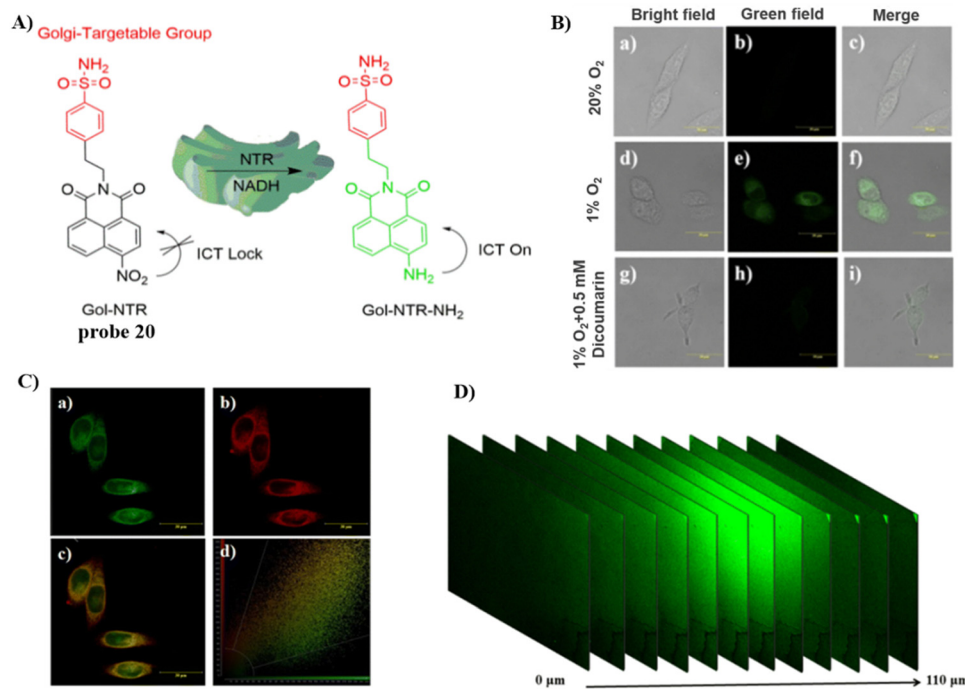 A)
Golgi-Targetable Group
NH2
O=S=O
N
O
O
NO2
ICT Lock
Gol-NTR
probe 20
NTR
NADH
NH2
O=S=O
N
O
O
NH2
ICT On
Gol-NTR-NH2
B)
Bright field
Green field
Merge
20% O2
a)
b)
c)
1% O2
d)
e)
f)
1% O2+0.5 mM
Dicoumarin
g)
h)
i)
C)
a)
b)
c)
d)
D)
0 μm
110 μm